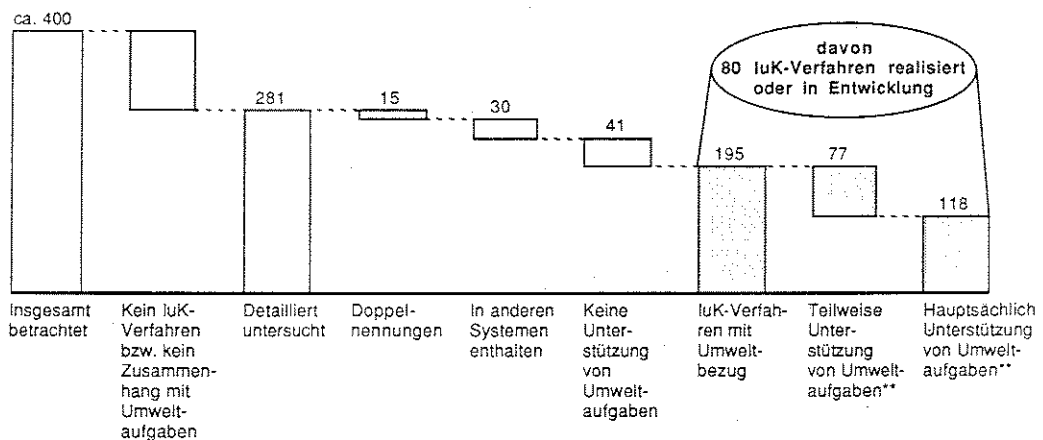 ca. 400
davon
80 IuK-Verfahren realisiert
oder in Entwicklung
281
15
30
41
195
77
118
Insgesamt
betrachtet
Kein IuK-
Verfahren
bzw. kein
Zusammen-
hang mit
Umwelt-
aufgaben
Detailliert
untersucht
Doppel-
nennungen
In anderen
Systemen
enthalten
Keine
Unter-
stützung
von
Umwelt-
aufgaben
IuK-Verfah-
ren mit
Umwelt-
bezug
Teilweise
Unter-
stützung
von Umwelt-
aufgaben**
Hauptsächlich
Unterstützung
von Umwelt-
aufgaben**